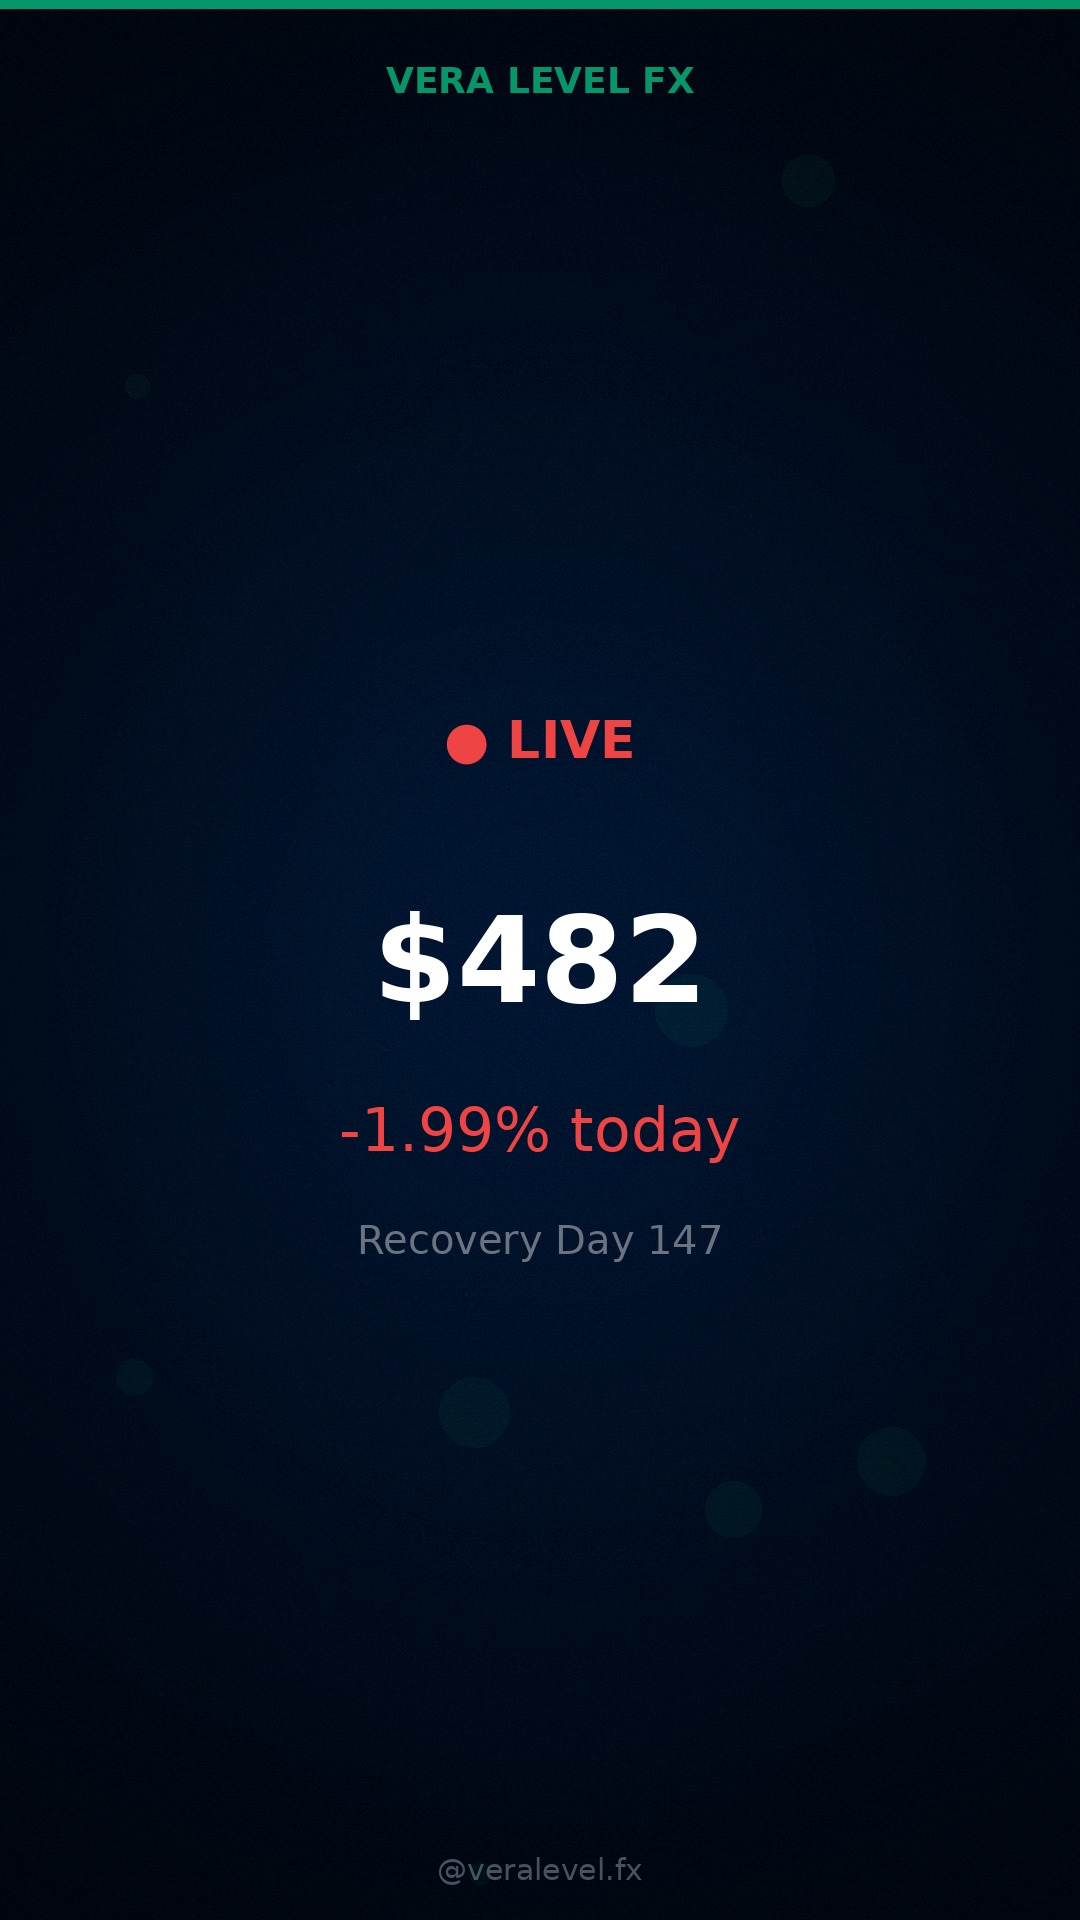 VERA LEVEL FX
● LIVE
$482
-1.99% today
Recovery Day 147
@veralevel.fx